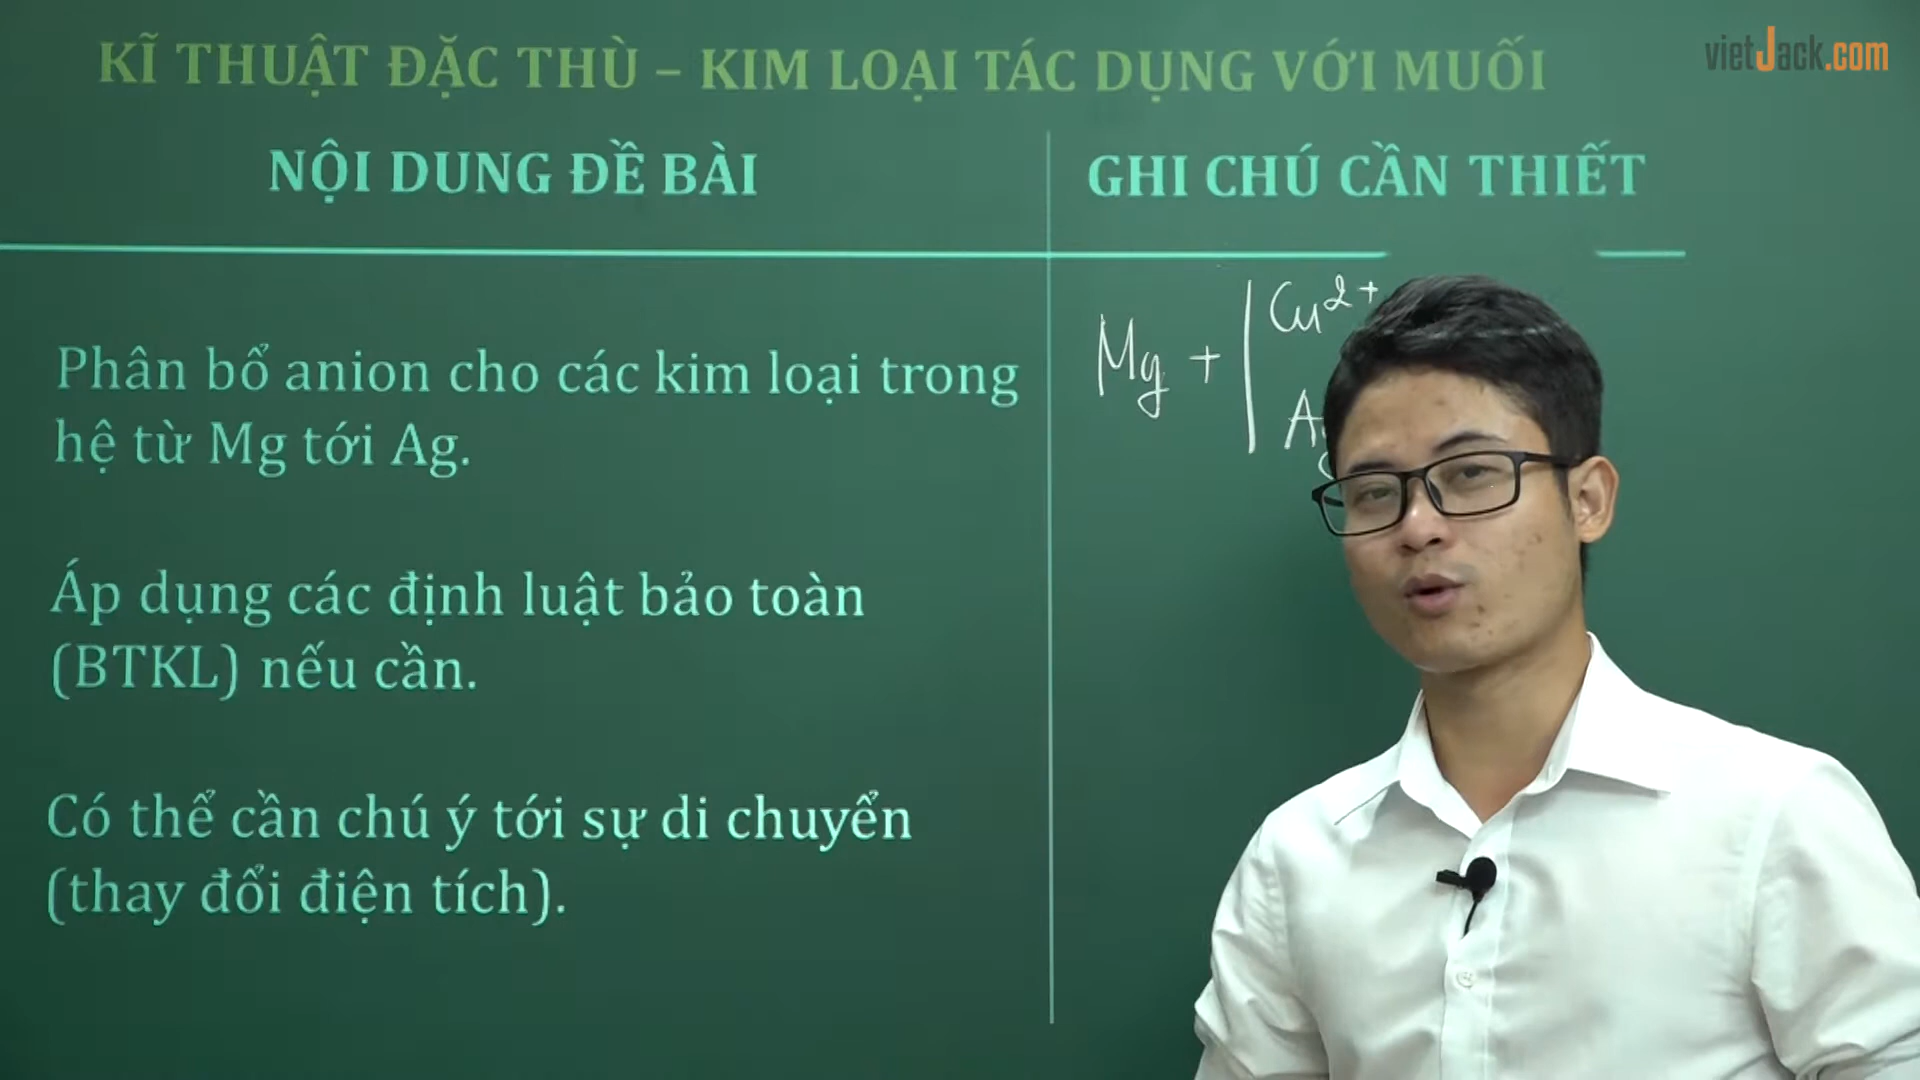 KĨ THUẬT ĐẶC THÙ – KIM LOẠI TÁC DỤNG VỚI MUỐI
vietJack.com
NỘI DUNG ĐỀ BÀI
GHI CHÚ CẦN THIẾT
Phân bổ anion cho các kim loại trong
hệ từ Mg tới Ag.
Áp dụng các định luật bảo toàn
(BTKL) nếu cần.
Có thể cần chú ý tới sự di chuyển
(thay đổi điện tích).
Mg + | Cu²⁺